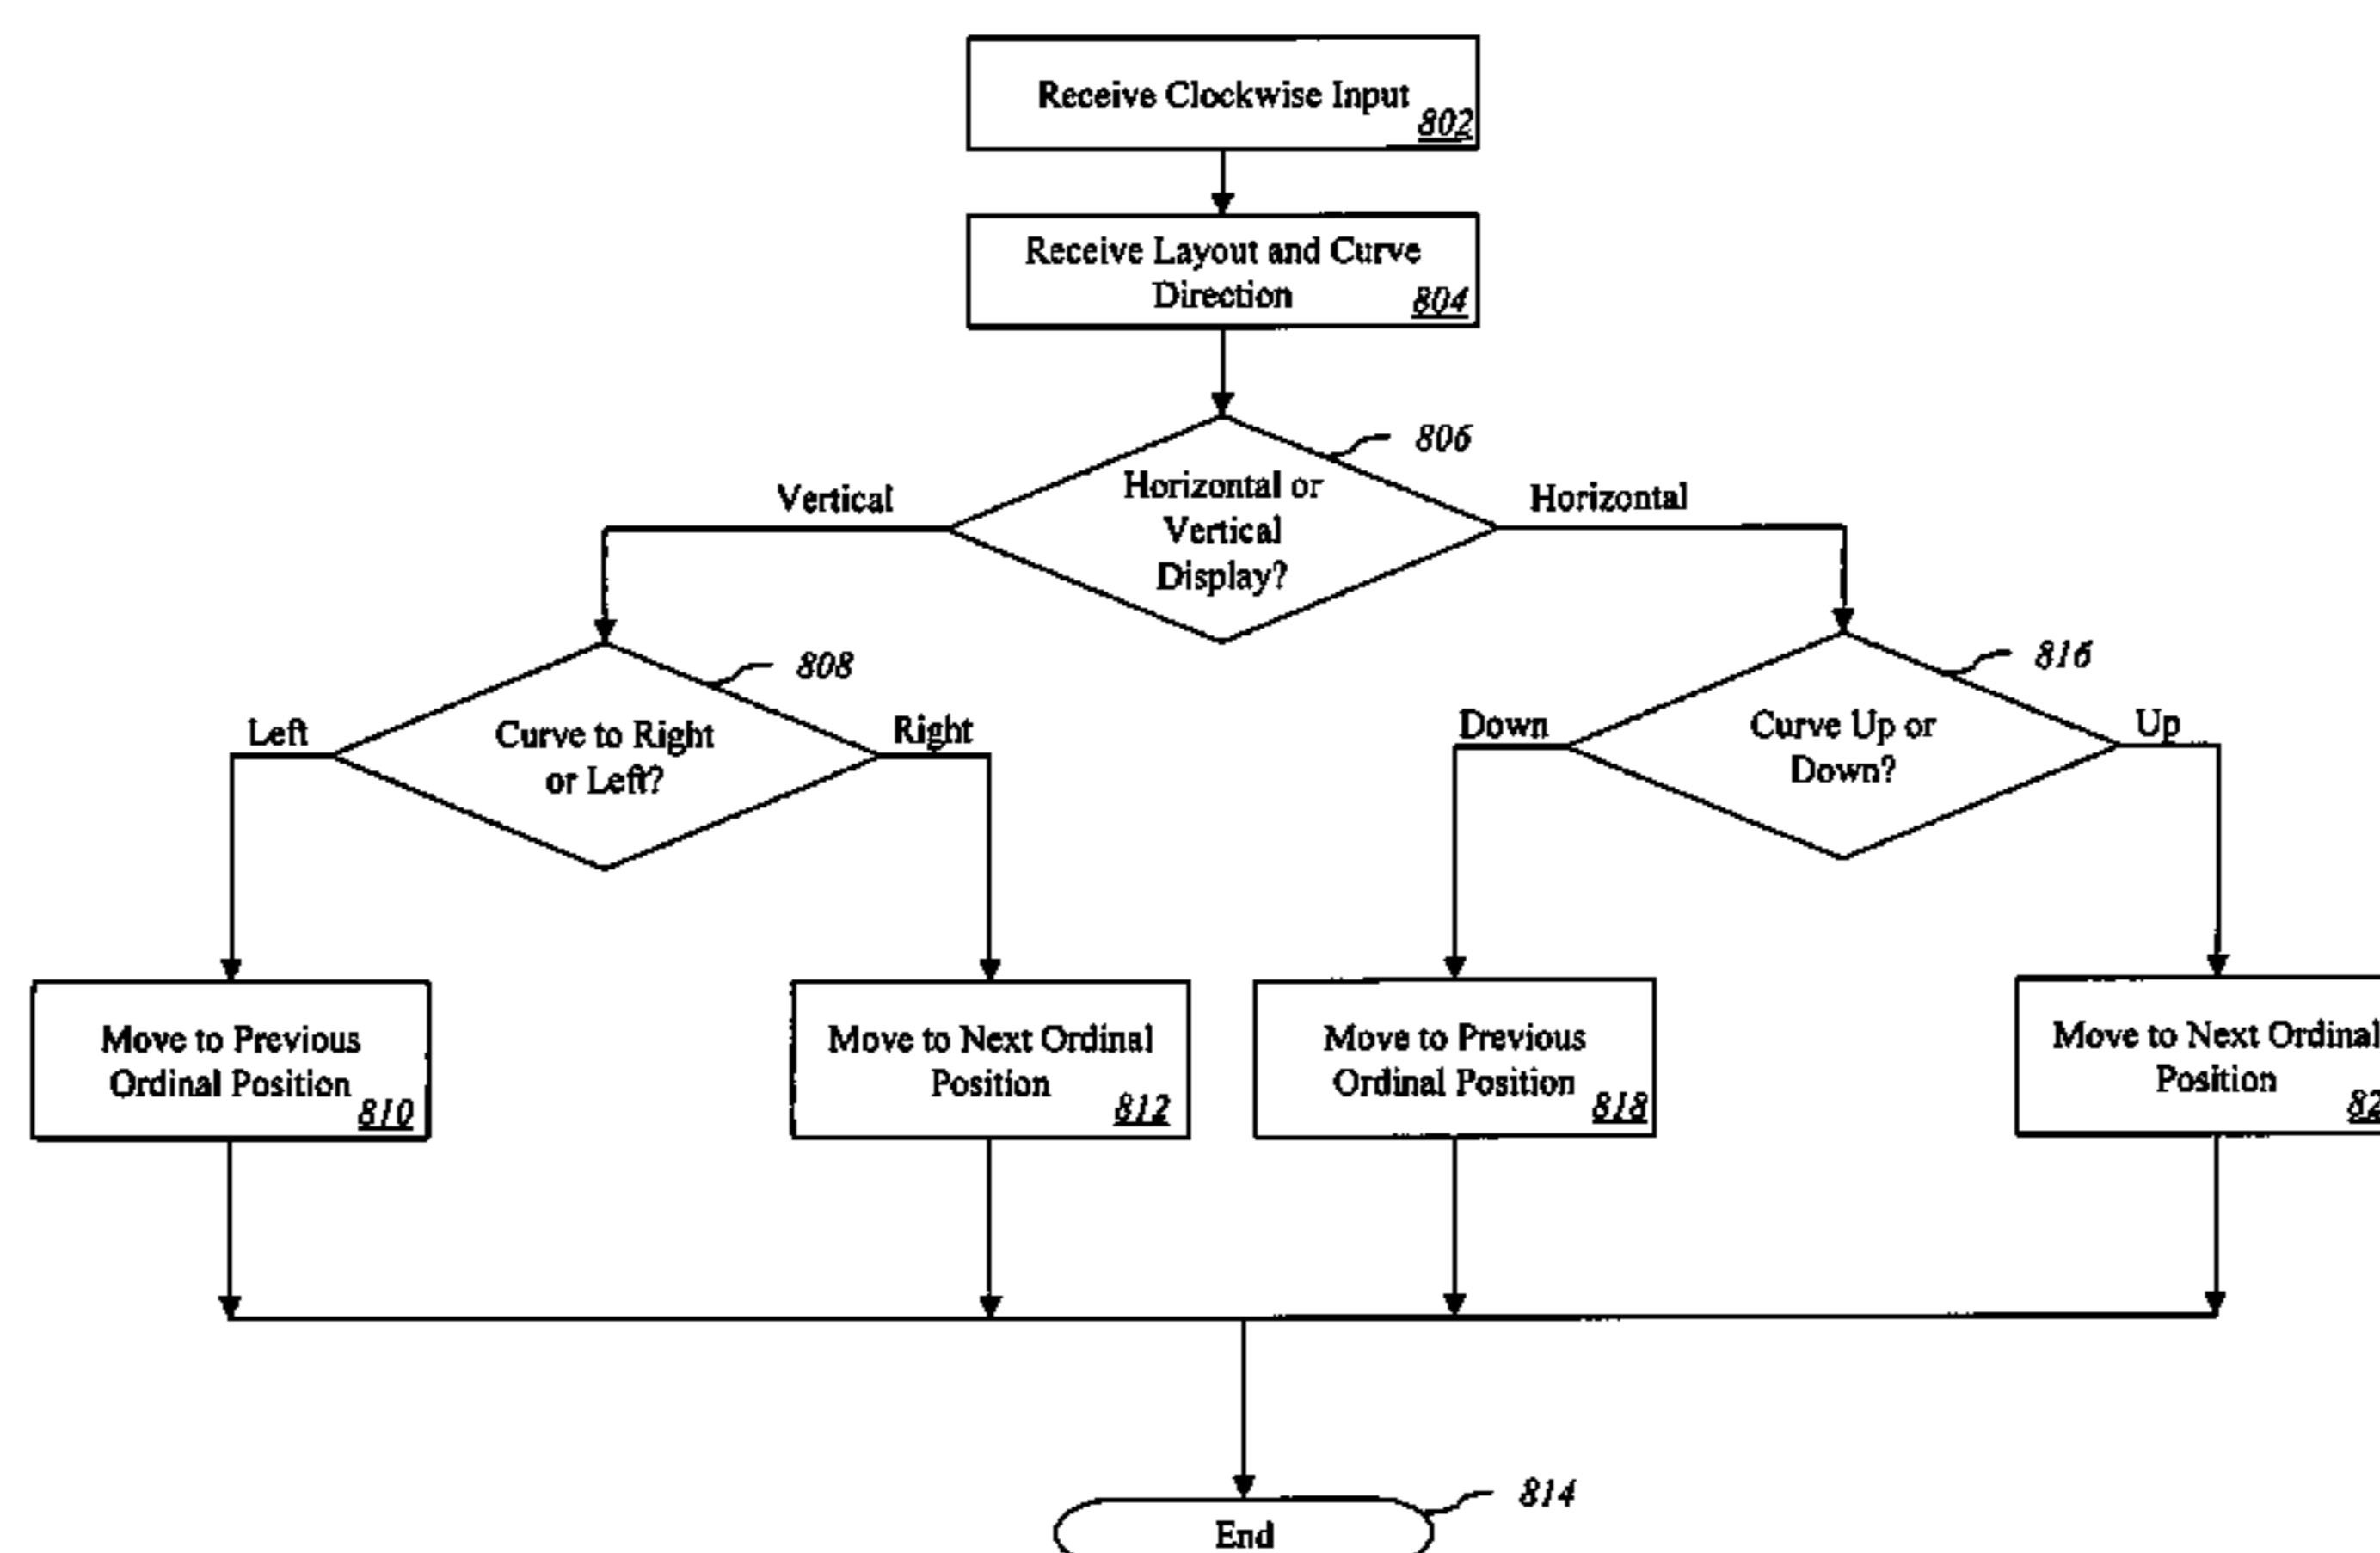 Receive Clockwise Input
802
Receive Layout and Curve
Direction
804
806
Horizontal or
Vertical
Display?
Vertical
Horizontal
808
Curve to Right
or Left?
Left
Right
816
Curve Up or
Down?
Down
Up
Move to Previous
Ordinal Position
810
Move to Next Ordinal
Position
812
Move to Previous
Ordinal Position
818
Move to Next Ordinal
Position
814
End